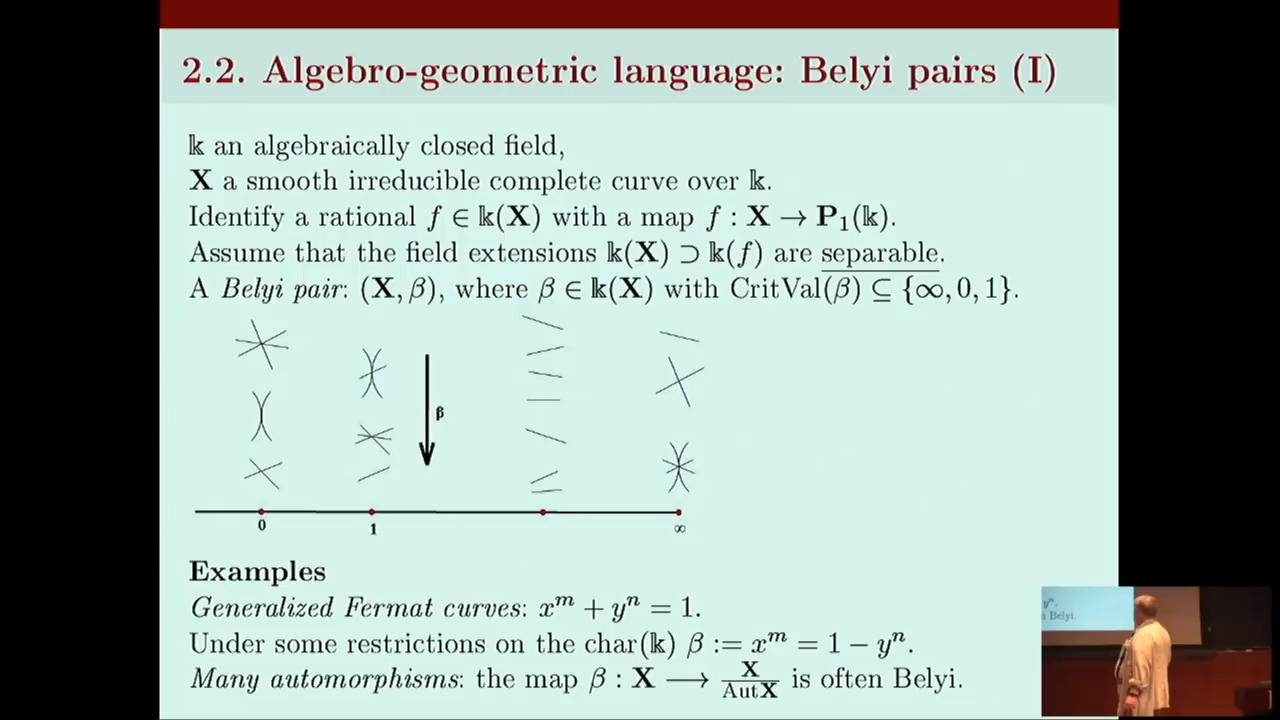 2.2. Algebro-geometric language: Belyi pairs (I)
𝕜 an algebraically closed field,
X a smooth irreducible complete curve over 𝕜.
Identify a rational f ∈ 𝕜(X) with a map f : X → P₁(𝕜).
Assume that the field extensions 𝕜(X) ⊃ 𝕜(f) are separable.
A Belyi pair: (X, β), where β ∈ 𝕜(X) with CritVal(β) ⊆ {∞, 0, 1}.
β
0 1 ∞
Examples
Generalized Fermat curves: xᵐ + yⁿ = 1.
Under some restrictions on the char(𝕜) β := xᵐ = 1 − yⁿ.
Many automorphisms: the map β : X ⟶ X/AutX is often Belyi.
yⁿ.
Belyi.